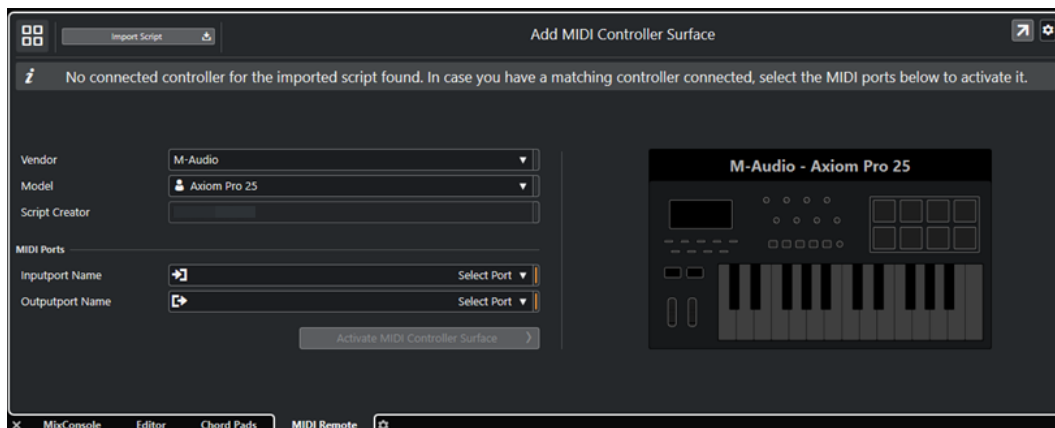 Import Script
Add MIDI Controller Surface
i No connected controller for the imported script found. In case you have a matching controller connected, select the MIDI ports below to activate it.
Vendor M-Audio
Model Axiom Pro 25
Script Creator
MIDI Ports
Inputport Name Select Port
Outputport Name Select Port
Activate MIDI Controller Surface
M-Audio - Axiom Pro 25
MixConsole Editor Chord Pads MIDI Remote